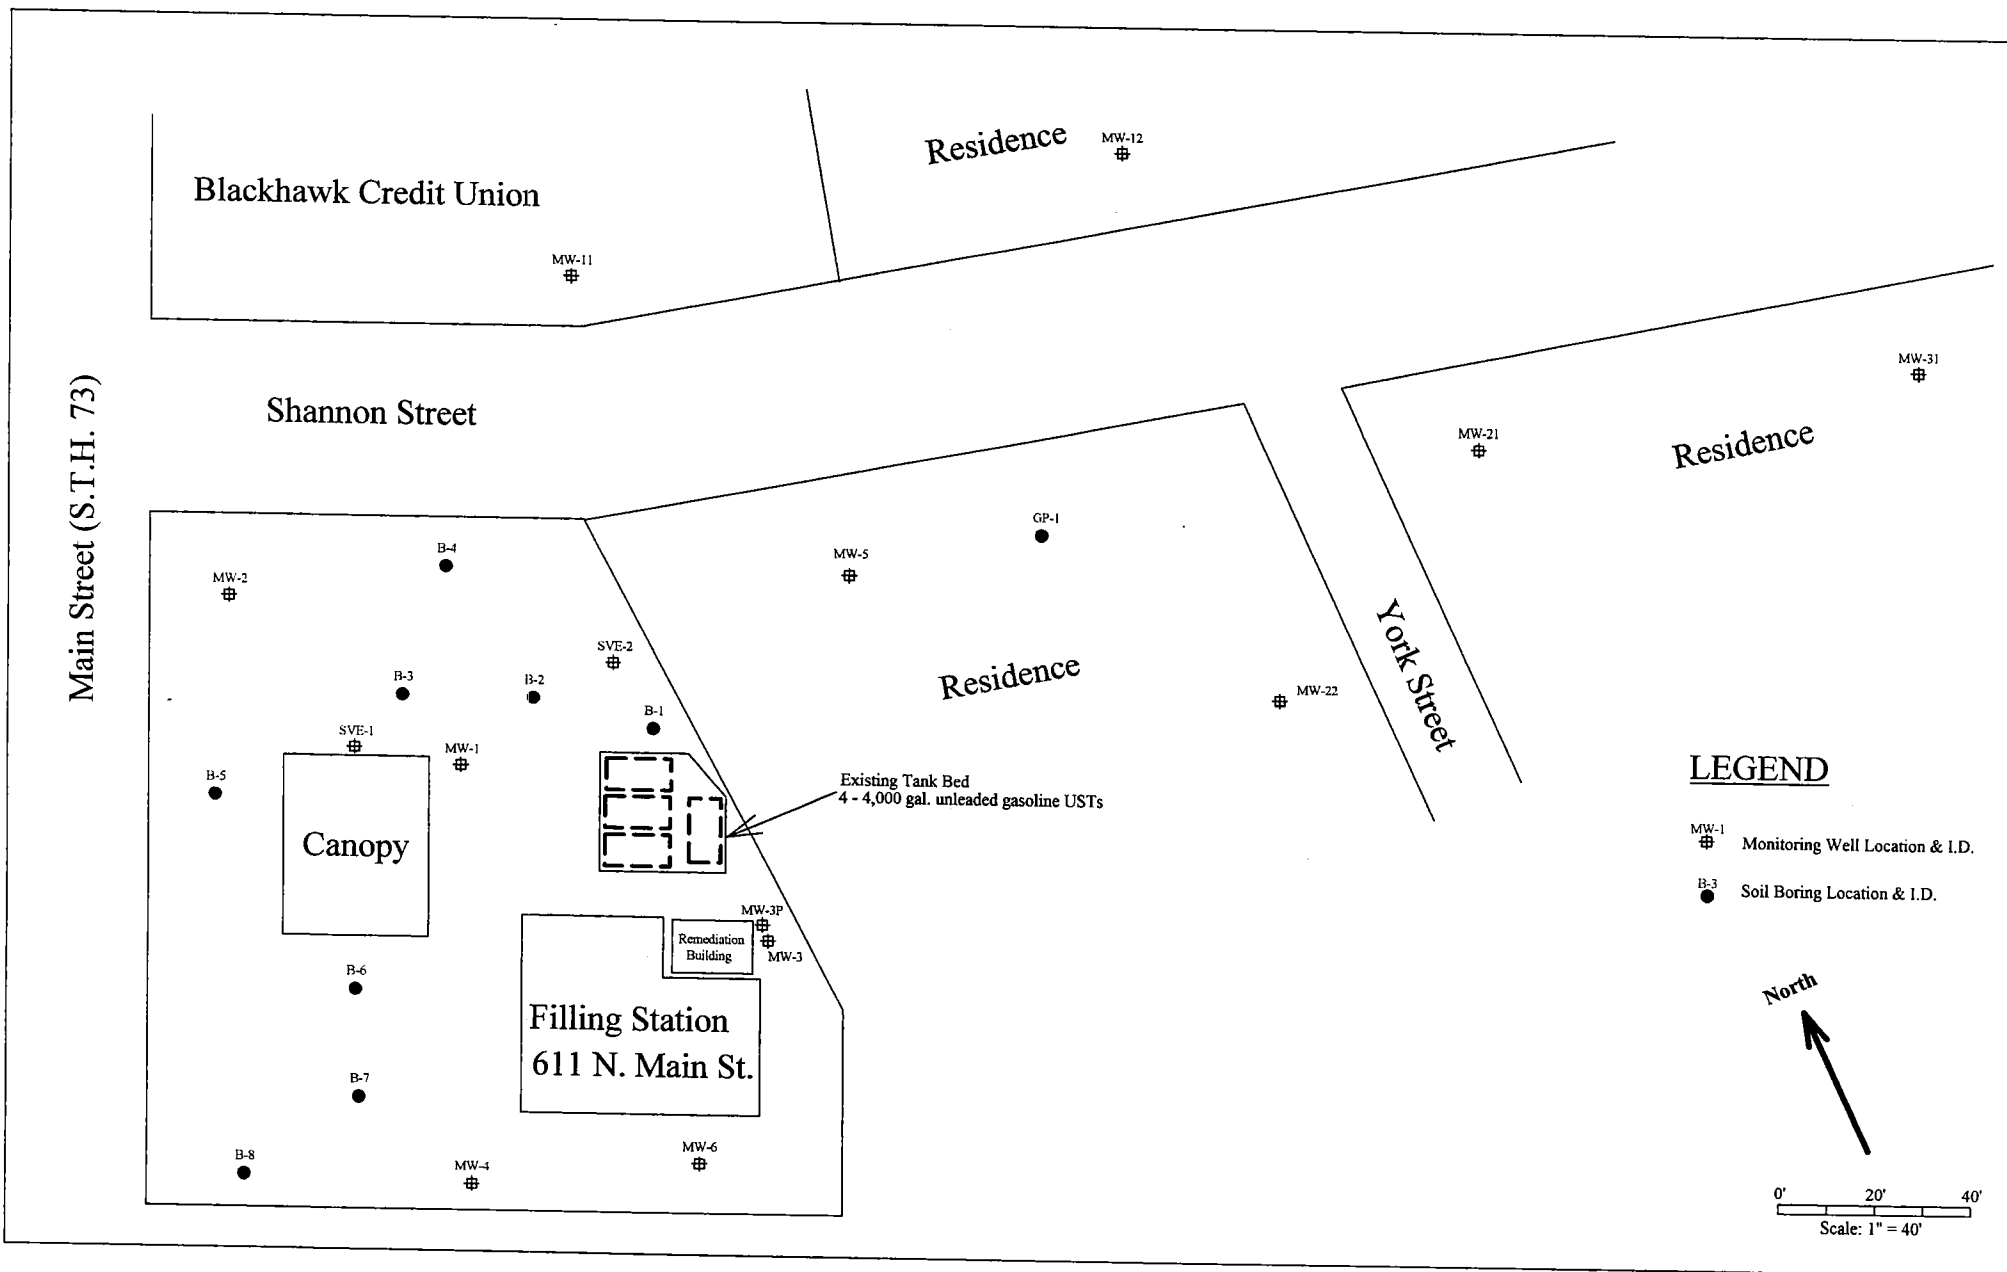 Residence
MW-12
Blackhawk Credit Union
MW-11
Main Street (S.T.H. 73)
Shannon Street
MW-31
MW-21
Residence
GP-1
MW-5
B-4
MW-2
SVE-2
B-3
B-2
B-1
Residence
MW-22
York Street
SVE-1
MW-1
B-5
Canopy
Existing Tank Bed
4 - 4,000 gal. unleaded gasoline USTs
LEGEND
MW-1
Monitoring Well Location & I.D.
B-3
Soil Boring Location & I.D.
MW-3P
MW-3
Remediation
Building
B-6
Filling Station
611 N. Main St.
B-7
B-8
MW-4
MW-6
North
0' 20' 40'
Scale: 1" = 40'